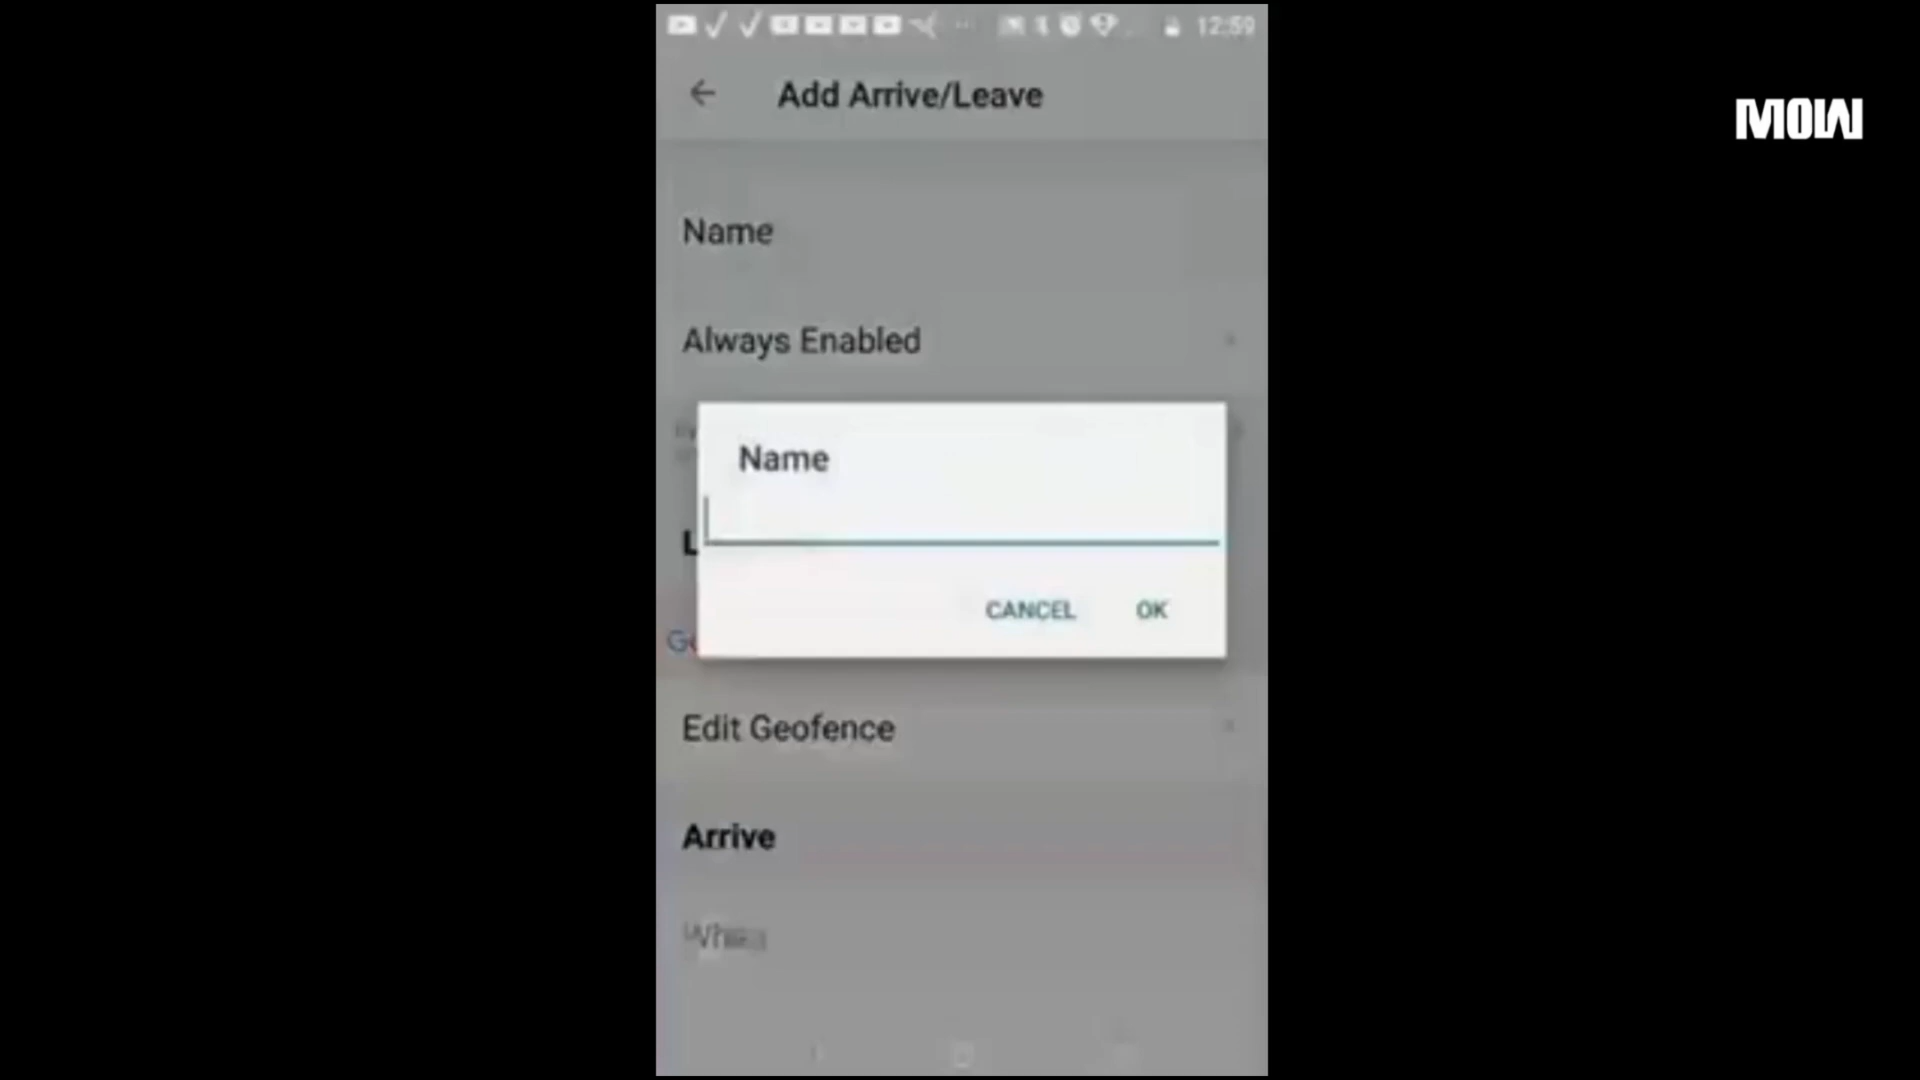 12:59
Add Arrive/Leave
MOW
Name
Always Enabled
Name
L
CANCEL OK
Edit Geofence
Arrive